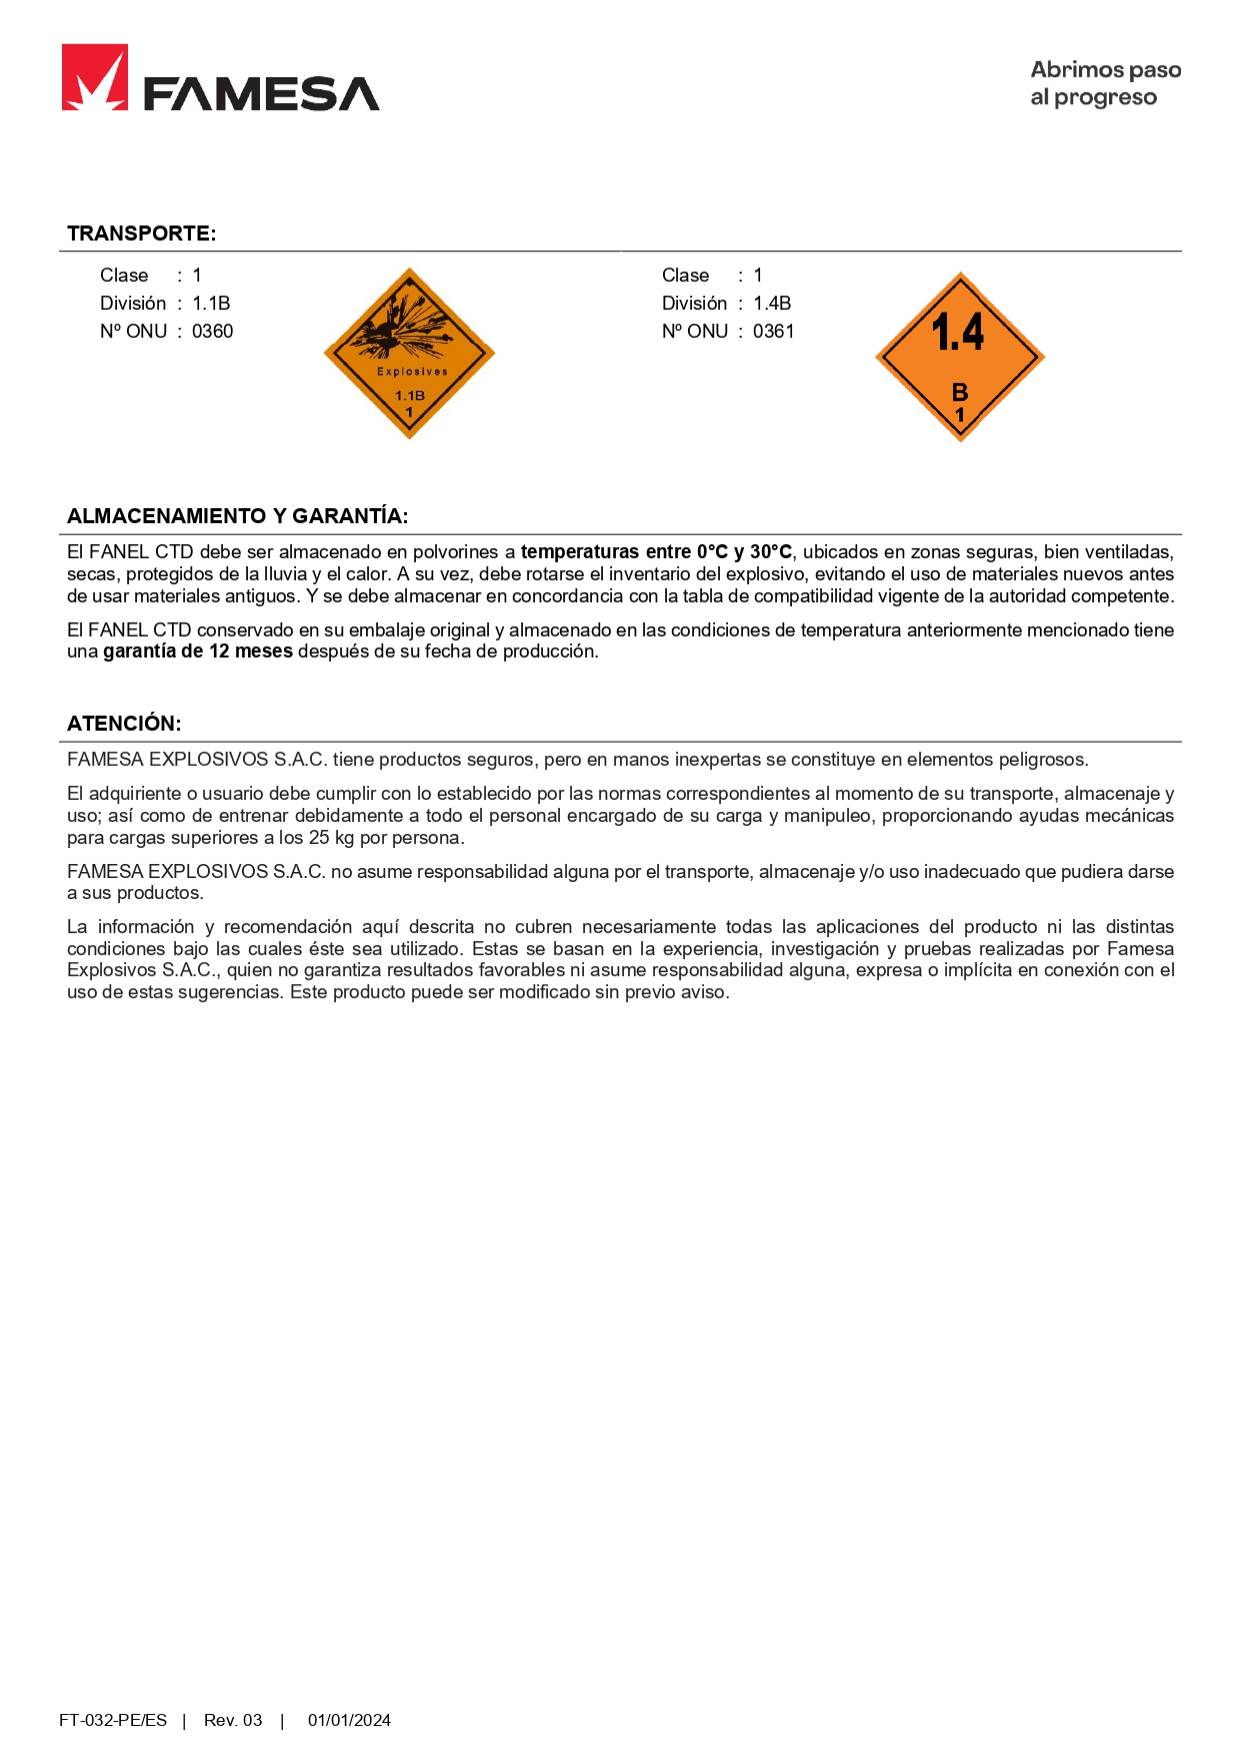 FAMESA
Abrimos paso
al progreso
TRANSPORTE:
Clase : 1
División : 1.1B
Nº ONU : 0360
Explosives
1.1B
1
Clase : 1
División : 1.4B
Nº ONU : 0361
1.4
B
1
ALMACENAMIENTO Y GARANTÍA:
El FANEL CTD debe ser almacenado en polvorines a temperaturas entre 0°C y 30°C, ubicados en zonas seguras, bien ventiladas,
secas, protegidos de la lluvia y el calor. A su vez, debe rotarse el inventario del explosivo, evitando el uso de materiales nuevos antes
de usar materiales antiguos. Y se debe almacenar en concordancia con la tabla de compatibilidad vigente de la autoridad competente.
El FANEL CTD conservado en su embalaje original y almacenado en las condiciones de temperatura anteriormente mencionado tiene
una garantía de 12 meses después de su fecha de producción.
ATENCIÓN:
FAMESA EXPLOSIVOS S.A.C. tiene productos seguros, pero en manos inexpertas se constituye en elementos peligrosos.
El adquiriente o usuario debe cumplir con lo establecido por las normas correspondientes al momento de su transporte, almacenaje y
uso; así como de entrenar debidamente a todo el personal encargado de su carga y manipuleo, proporcionando ayudas mecánicas
para cargas superiores a los 25 kg por persona.
FAMESA EXPLOSIVOS S.A.C. no asume responsabilidad alguna por el transporte, almacenaje y/o uso inadecuado que pudiera darse
a sus productos.
La información y recomendación aquí descrita no cubren necesariamente todas las aplicaciones del producto ni las distintas
condiciones bajo las cuales éste sea utilizado. Estas se basan en la experiencia, investigación y pruebas realizadas por Famesa
Explosivos S.A.C., quien no garantiza resultados favorables ni asume responsabilidad alguna, expresa o implícita en conexión con el
uso de estas sugerencias. Este producto puede ser modificado sin previo aviso.
FT-032-PE/ES | Rev. 03 | 01/01/2024